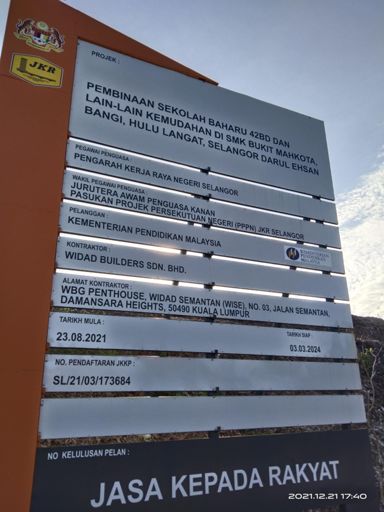 JKR
PROJEK :
PEMBINAAN SEKOLAH BAHARU 42BD DAN
LAIN-LAIN KEMUDAHAN DI SMK BUKIT MAHKOTA,
BANGI, HULU LANGAT, SELANGOR DARUL EHSAN
PEGAWAI PENGUASA :
PENGARAH KERJA RAYA NEGERI SELANGOR
WAKIL PEGAWAI PENGUASA :
JURUTERA AWAM PENGUASA KANAN
PASUKAN PROJEK PERSEKUTUAN NEGERI (PPPN) JKR SELANGOR
PELANGGAN :
KEMENTERIAN PENDIDIKAN MALAYSIA
KEMENTERIAN
PENDIDIKAN
MALAYSIA
KONTRAKTOR :
WIDAD BUILDERS SDN. BHD.
ALAMAT KONTRAKTOR :
WBG PENTHOUSE, WIDAD SEMANTAN (WISE), NO. 03, JALAN SEMANTAN,
DAMANSARA HEIGHTS, 50490 KUALA LUMPUR
TARIKH MULA :
23.08.2021
TARIKH SIAP :
03.03.2024
NO. PENDAFTARAN JKKP :
SL/21/03/173684
NO KELULUSAN PELAN :
JASA KEPADA RAKYAT
2021.12.21 17:40